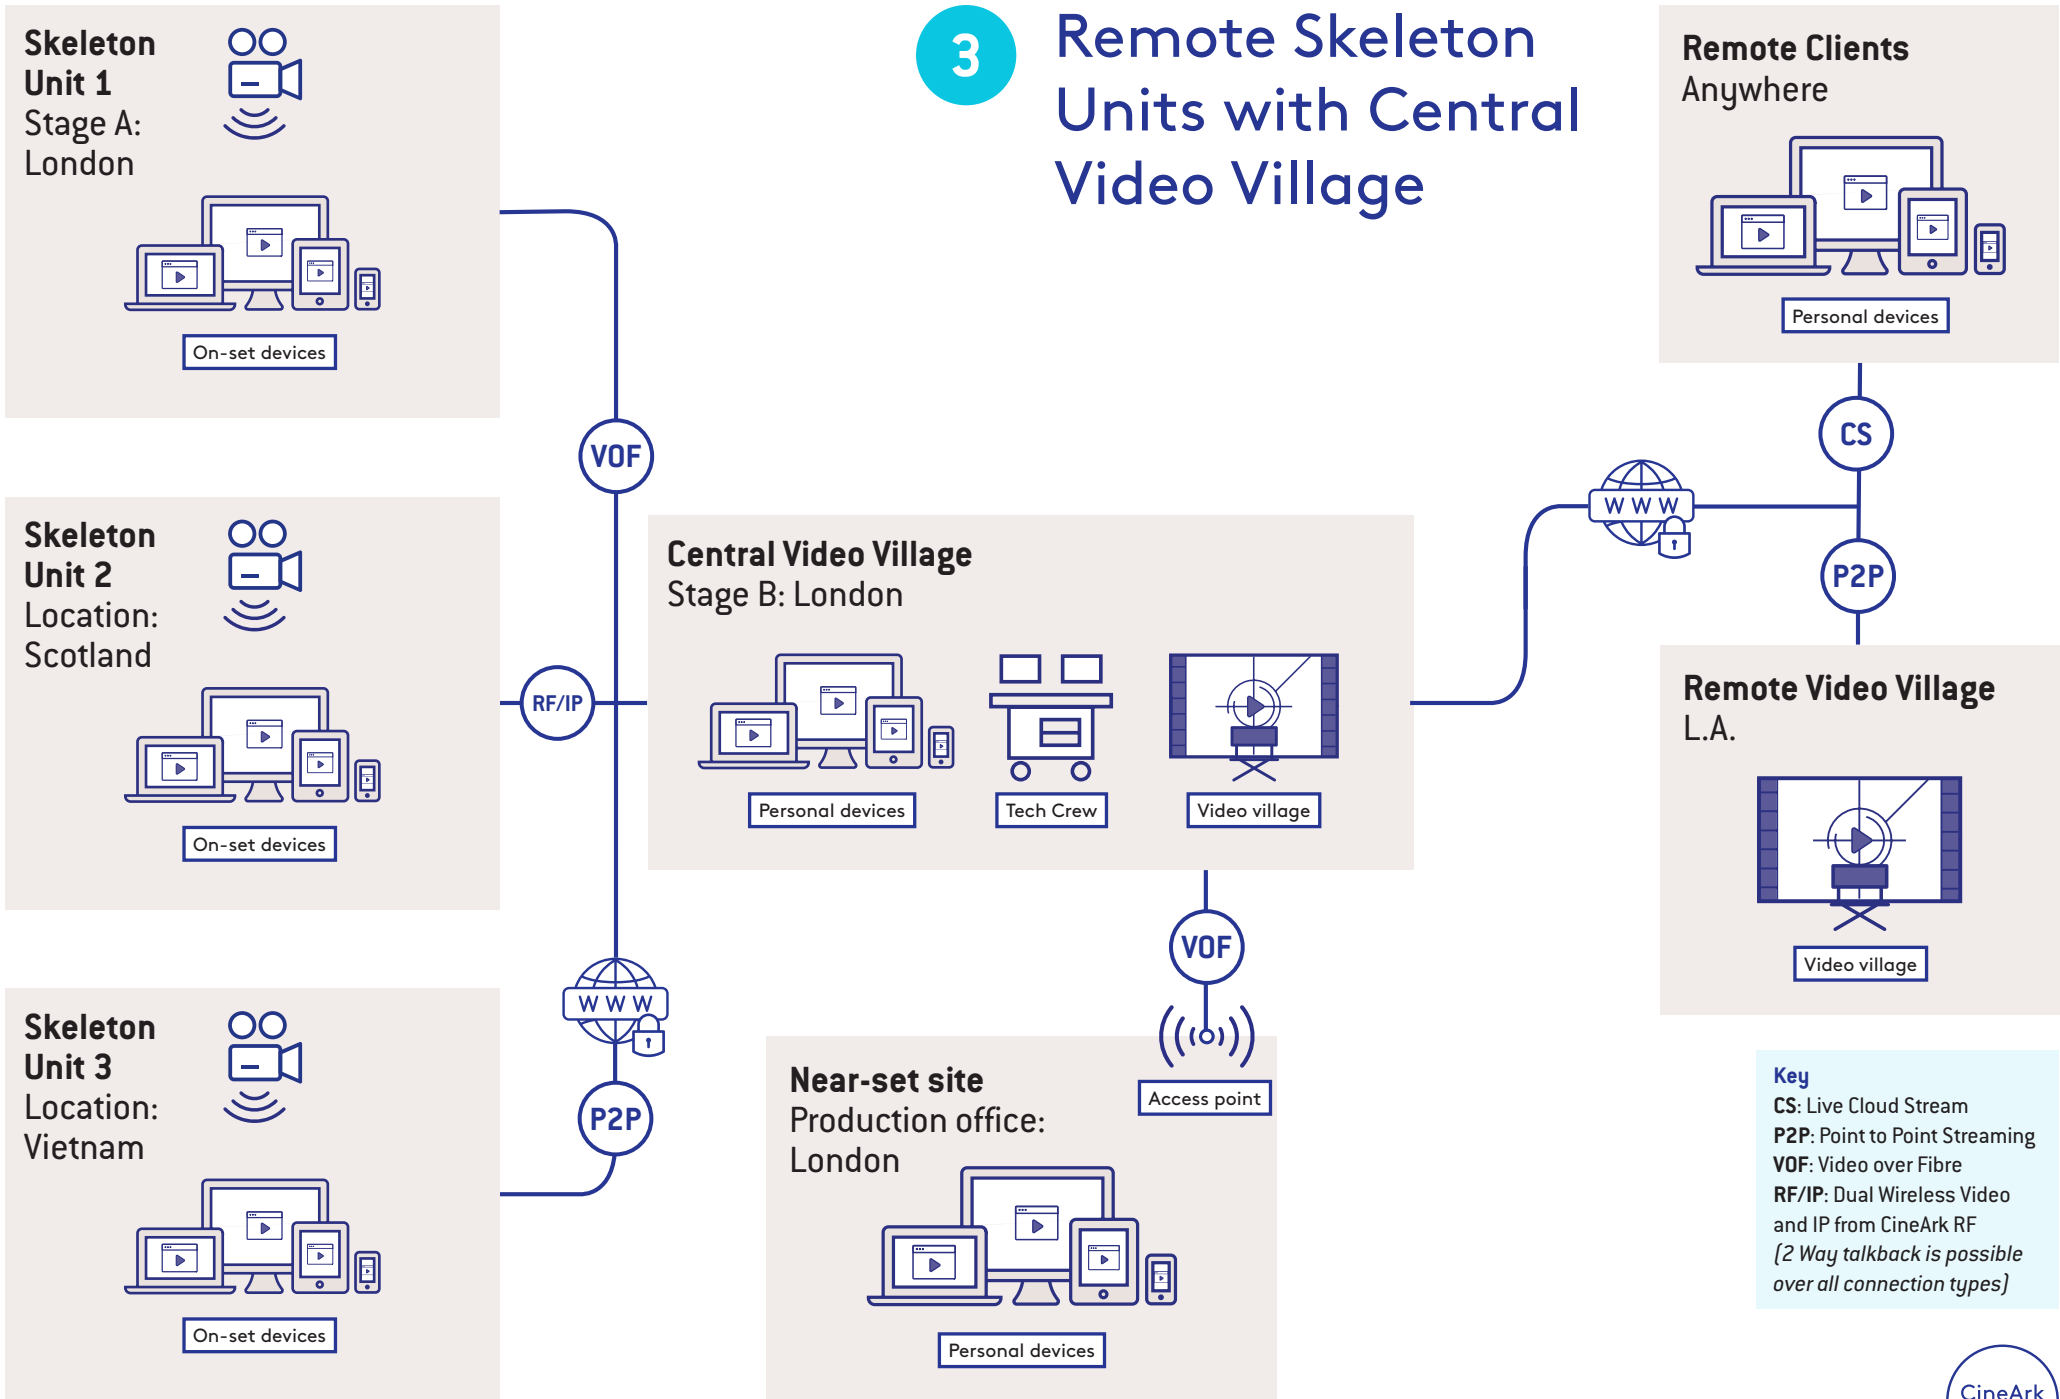 3
Remote Skeleton
Units with Central
Video Village
Skeleton
Unit 1
Stage A:
London
On-set devices
VOF
Skeleton
Unit 2
Location:
Scotland
On-set devices
RF/IP
Skeleton
Unit 3
Location:
Vietnam
On-set devices
WWW
P2P
Central Video Village
Stage B: London
Personal devices
Tech Crew
Video village
VOF
Access point
Near-set site
Production office:
London
Personal devices
Remote Clients
Anywhere
Personal devices
CS
WWW
P2P
Remote Video Village
L.A.
Video village
Key
CS: Live Cloud Stream
P2P: Point to Point Streaming
VOF: Video over Fibre
RF/IP: Dual Wireless Video
and IP from CineArk RF
(2 Way talkback is possible
over all connection types)
CineArk